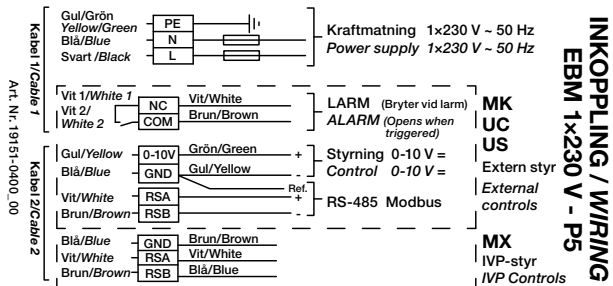 INKOPPLING / WIRING
EBM 1×230 V - P5
Kabel 1/Cable 1
Gul/Grön
Yellow/Green
PE
Blå/Blue
N
Svart /Black
L
Kraftmatning 1×230 V ~ 50 Hz
Power supply 1×230 V ~ 50 Hz
Vit 1/White 1
NC
Vit/White
Vit 2/
White 2
COM
Brun/Brown
LARM (Bryter vid larm)
ALARM (Opens when
triggered)
MK
UC
US
Extern styr
External
controls
Kabel 2/Cable 2
Gul/Yellow
0-10V
Grön/Green
+
Blå/Blue
GND
Gul/Yellow
-
Styrning 0-10 V =
Control 0-10 V =
Ref.
Vit/White
RSA
+
Brun/Brown
RSB
-
RS-485 Modbus
Blå/Blue
GND
Brun/Brown
Vit/White
RSA
Vit/White
Brun/Brown
RSB
Blå/Blue
MX
IVP-styr
IVP Controls
Art. Nr. 19151-0400_00